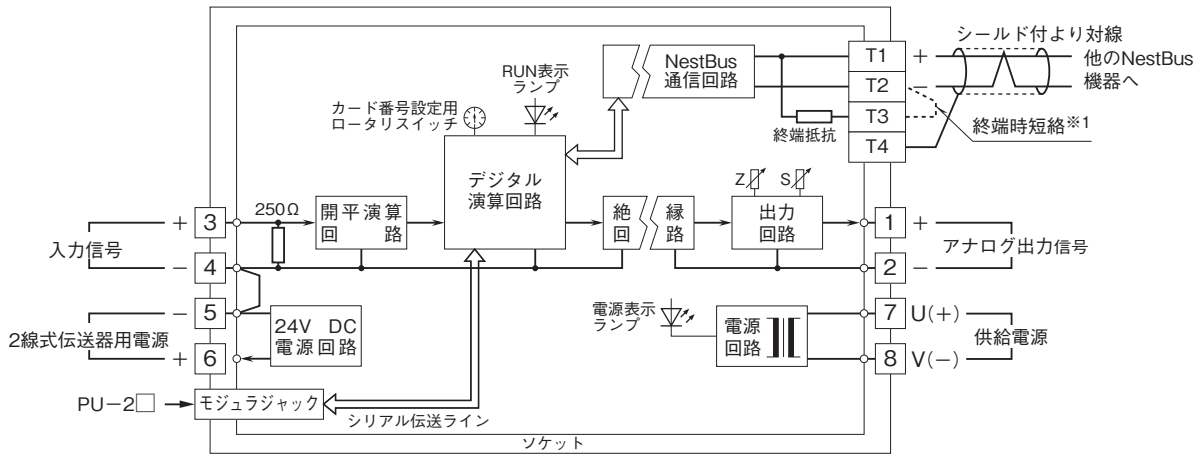 シールド付より対線
他のNestBus
機器へ
T1
+
T2
−
T3
T4
終端時短絡※1
終端抵抗
NestBus
通信回路
RUN表示
ランプ
カード番号設定用
ロータリスイッチ
デジタル
演算回路
250Ω
開平演算
回　路
絶　縁
回　路
Z
S
出力
回路
+
3
入力信号
−
4
−
5
2線式伝送器用電源
+
6
24V DC
電源回路
1
+
アナログ出力信号
2
−
電源表示
ランプ
電源
回路
7
U(+)
供給電源
8
V(−)
PU−2□
モジュラジャック
シリアル伝送ライン
ソケット